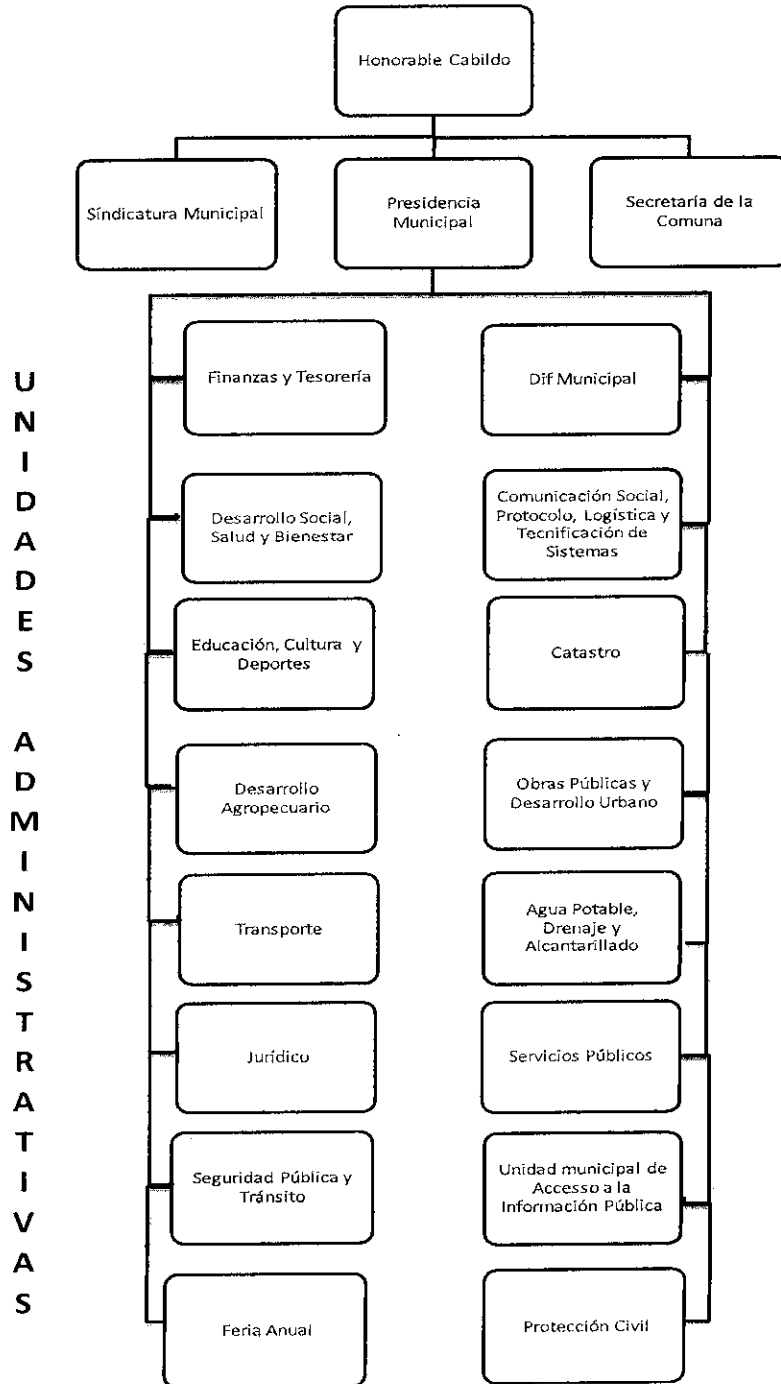 Honorable Cabildo
Síndicatura Municipal
Presidencia
Municipal
Secretaría de la
Comuna
UNIDADES ADMINISTRATIVAS
Finanzas y Tesorería
Dif Municipal
Desarrollo Social,
Salud y Bienestar
Comunicación Social,
Protocolo, Logística y
Tecnificación de
Sistemas
Educación, Cultura y
Deportes
Catastro
Desarrollo
Agropecuario
Obras Públicas y
Desarrollo Urbano
Transporte
Agua Potable,
Drenaje y
Alcantarillado
Jurídico
Servicios Públicos
Seguridad Pública y
Tránsito
Unidad municipal de
Accesso a la
Información Pública
Feria Anual
Protección Civil